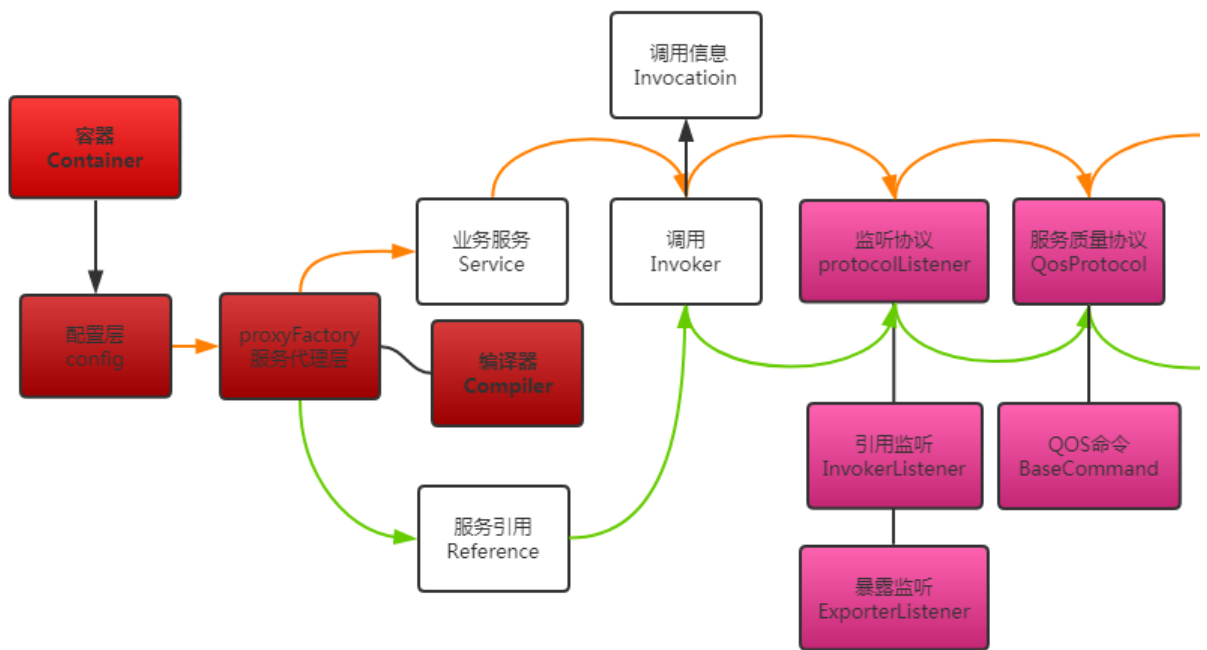 调用信息
Invocatioin
容器
Container
业务服务
Service
调用
Invoker
监听协议
protocolListener
服务质量协议
QosProtocol
配置层
config
proxyFactory
服务代理层
编译器
Compiler
引用监听
InvokerListener
QOS命令
BaseCommand
服务引用
Reference
暴露监听
ExporterListener